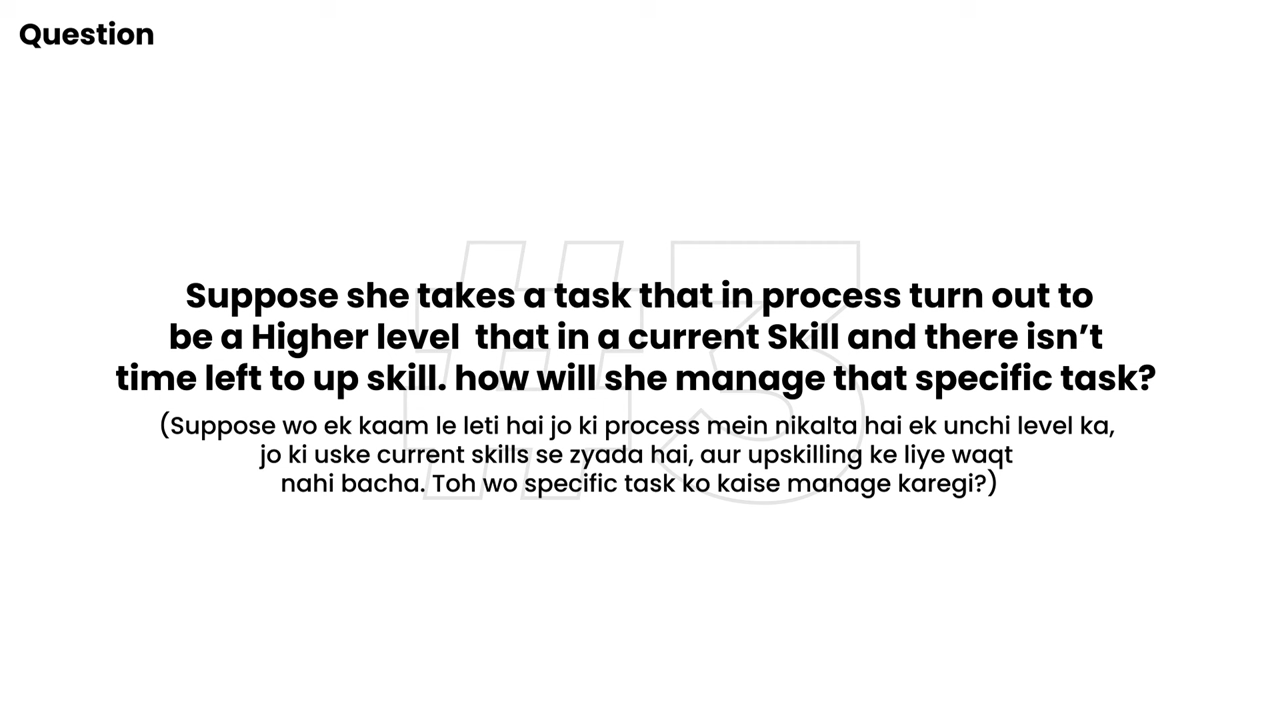 Question
#3
Suppose she takes a task that in process turn out to
be a Higher level  that in a current Skill and there isn’t
time left to up skill. how will she manage that specific task?
(Suppose wo ek kaam le leti hai jo ki process mein nikalta hai ek unchi level ka,
jo ki uske current skills se zyada hai, aur upskilling ke liye waqt
nahi bacha. Toh wo specific task ko kaise manage karegi?)